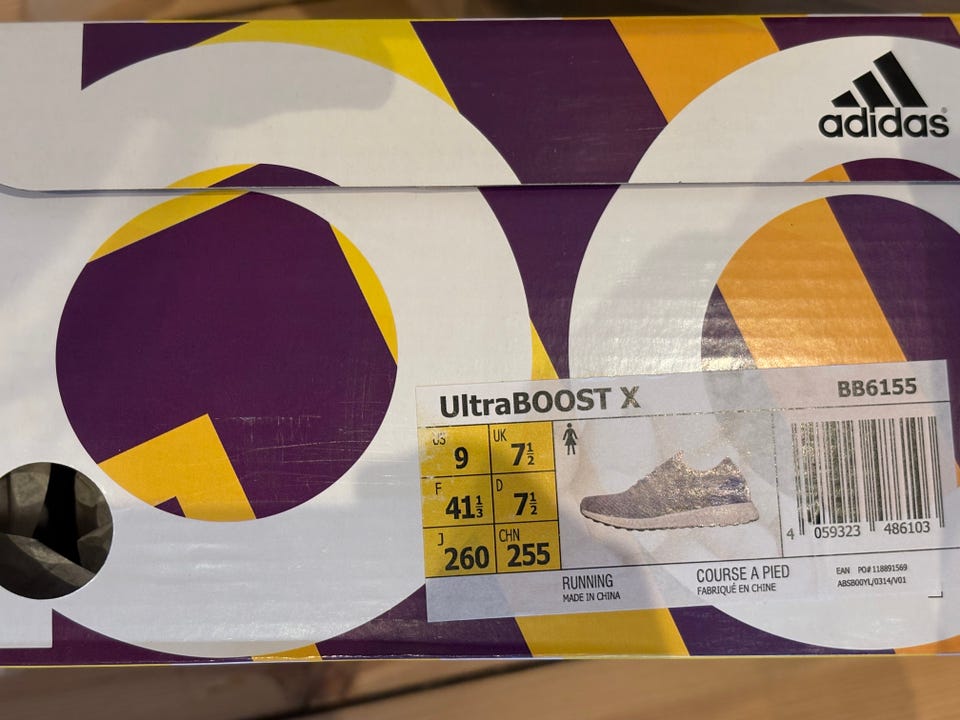 adidas
UltraBOOST X
BB6155
US 9
UK 7½
F 41⅓
D 7½
J 260
CHN 255
4 059323 486103
RUNNING
MADE IN CHINA
COURSE A PIED
FABRIQUÉ EN CHINE
EAN PO# 118891569
ABSB00YL/0314/V01